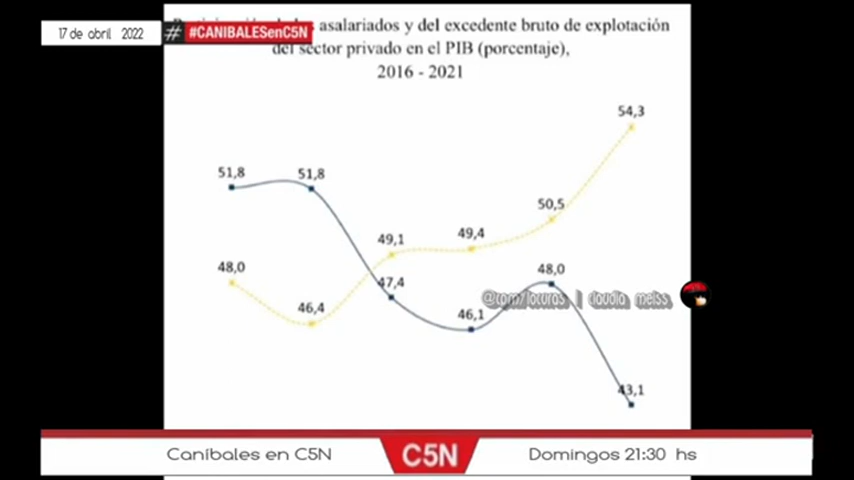 17 de abril 2022
#CANIBALESenC5N
asalariados y del excedente bruto de explotación
del sector privado en el PIB (porcentaje),
2016 - 2021
54,3
51,8 51,8
50,5
49,1 49,4
48,0 48,0
47,4
46,4
46,1
43,1
Caníbales en C5N
C5N
Domingos 21:30 hs